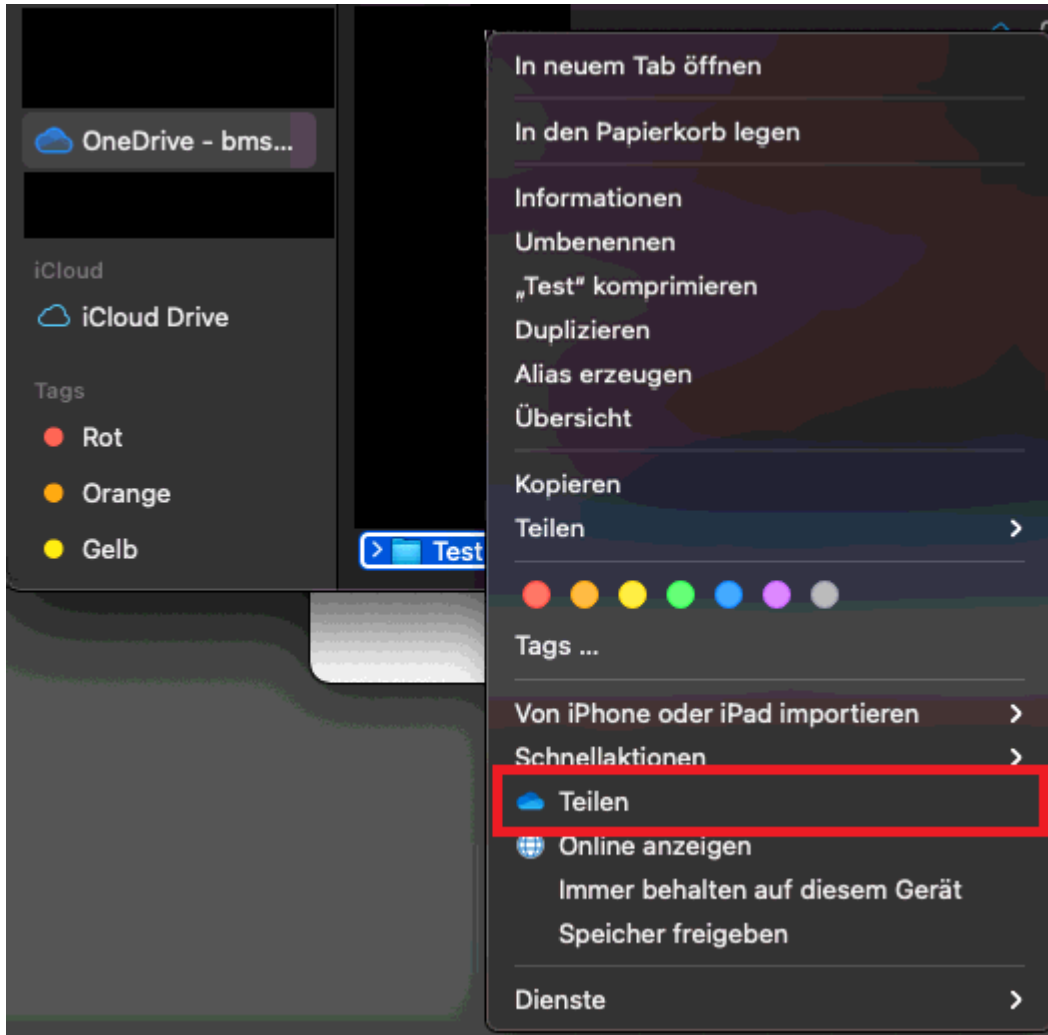 OneDrive - bms...
iCloud
iCloud Drive
Tags
Rot
Orange
Gelb
Test
In neuem Tab öffnen
In den Papierkorb legen
Informationen
Umbenennen
„Test“ komprimieren
Duplizieren
Alias erzeugen
Übersicht
Kopieren
Teilen
Tags ...
Von iPhone oder iPad importieren
Schnellaktionen
Teilen
Online anzeigen
Immer behalten auf diesem Gerät
Speicher freigeben
Dienste